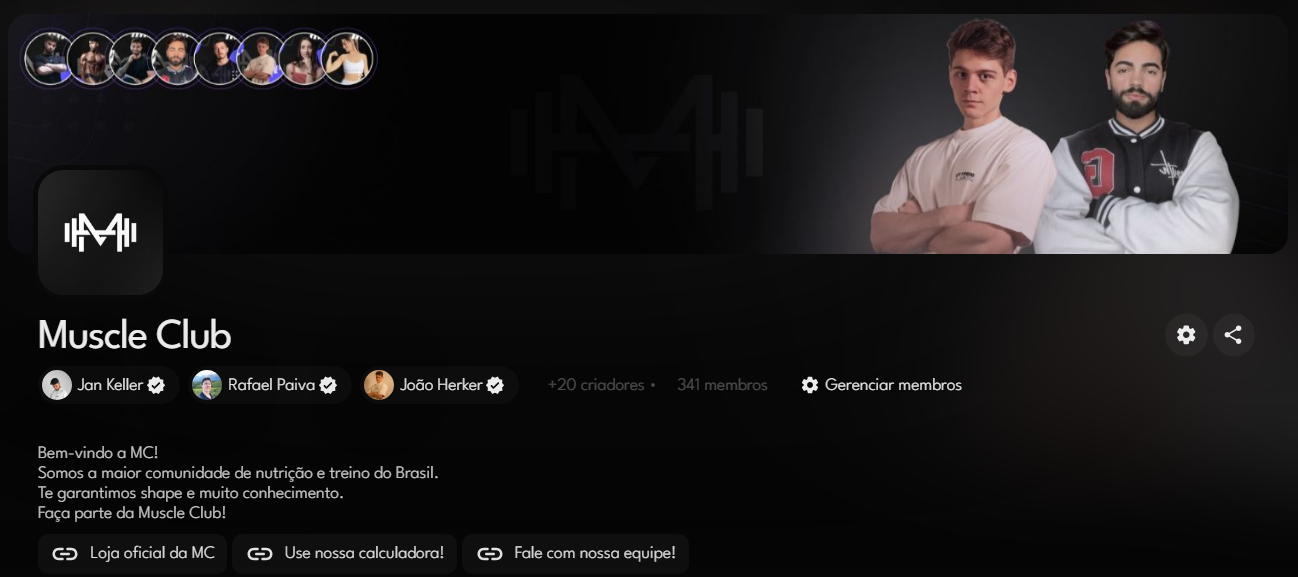 Muscle Club
Jan Keller Rafael Paiva João Herker +20 criadores • 341 membros Gerenciar membros
Bem-vindo a MC!
Somos a maior comunidade de nutrição e treino do Brasil.
Te garantimos shape e muito conhecimento.
Faça parte da Muscle Club!
Loja oficial da MC Use nossa calculadora! Fale com nossa equipe!